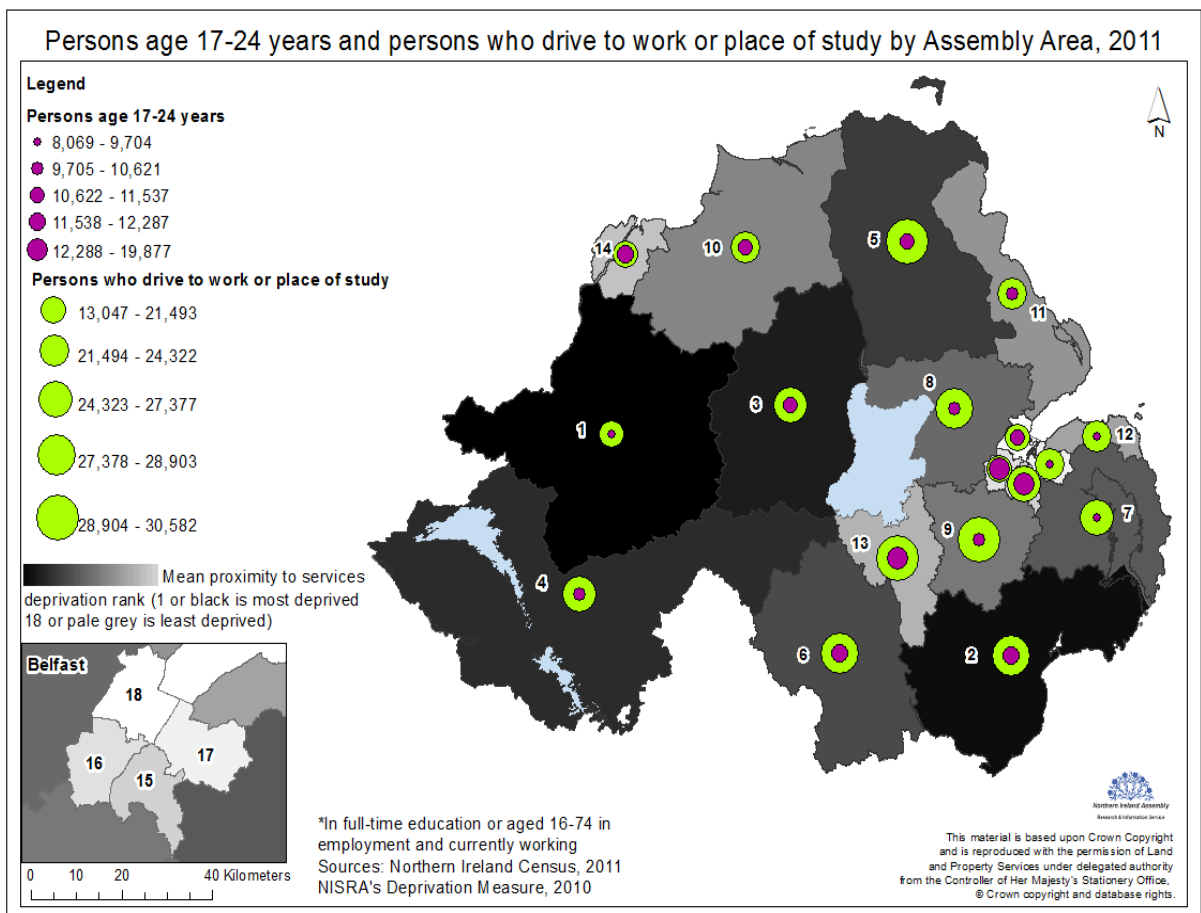 Persons age 17-24 years and persons who drive to work or place of study by Assembly Area, 2011
Legend
Persons age 17-24 years
8,069 - 9,704
9,705 - 10,621
10,622 - 11,537
11,538 - 12,287
12,288 - 19,877
Persons who drive to work or place of study
13,047 - 21,493
21,494 - 24,322
24,323 - 27,377
27,378 - 28,903
28,904 - 30,582
Mean proximity to services
deprivation rank (1 or black is most deprived
18 or pale grey is least deprived)
N
5
14
10
11
8
3
1
12
7
9
13
4
6
2
Belfast
18
17
16
15
0 10 20 40 Kilometers
*In full-time education or aged 16-74 in
employment and currently working
Sources: Northern Ireland Census, 2011
NISRA's Deprivation Measure, 2010
Northern Ireland Assembly
Research & Information Service
This material is based upon Crown Copyright
and is reproduced with the permission of Land
and Property Services under delegated authority
from the Controller of Her Majesty's Stationery Office,
© Crown copyright and database rights.